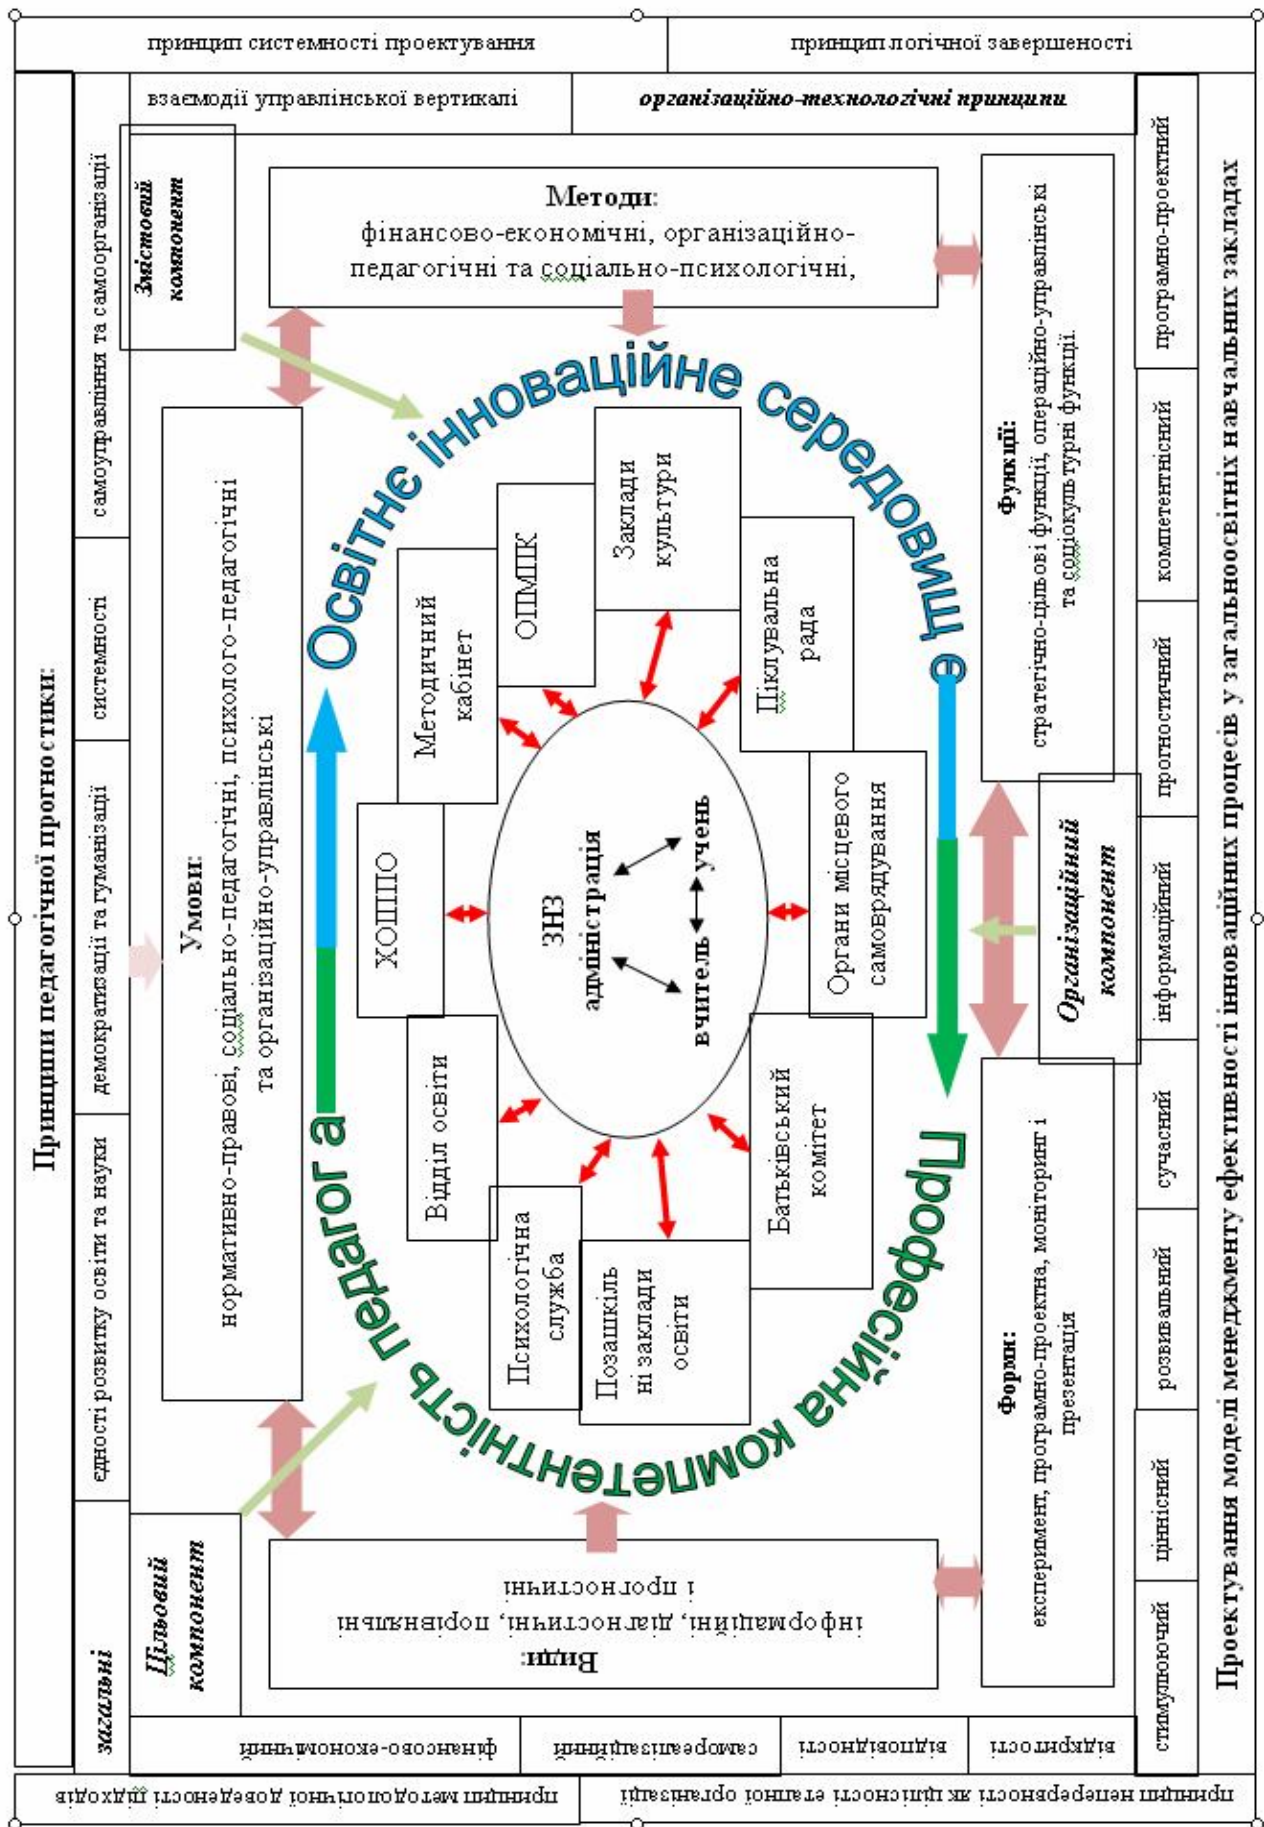 Принципи педагогічної прогностики:
загальні
єдності розвитку освіти та науки
демократизації та гуманізації
системності
самоуправління та самоорганізації
принцип системності проектування
принцип логічної завершеності
взаємодії управлінської вертикалі
організаційно-технологічні принципи
Цільовий
компонент
Умови:
нормативно-правові, соціально-педагогічні, психолого-педагогічні
та організаційно-управлінські
Змістовий
компонент
Методи:
фінансово-економічні, організаційно-
педагогічні та соціально-психологічні,
Види:
інформаційні, діагностичні, порівняльні
і прогностичні
Освітнє інноваційне середовищ е
Професійна компетентність педагог а
Психологічна
служба
Відділ освіти
ХОІППО
Методичний
кабінет
ОПМПК
Заклади
культури
Піклувальна
рада
Органи місцевого
самоврядування
Батьківський
комітет
Позашкіль
ні заклади
освіти
ЗНЗ
адміністрація
вчитель
учень
Форми:
експеримент, програмно-проектна, моніторинг і
презентація
Організаційний
компонент
Функції:
стратегічно-цільові функції, операційно-управлінські
та соціокультурні функції.
стимулюючий
ціннісний
розвивальний
сучасний
інформаційний
прогностичний
компетентнісний
програмно-проектний
фінансово-економічний
самореалізаційний
відповідності
відкритості
принцип методологічної доведеності підходів
принцип неперервності як цілісності етапної організації
Проектування моделі менеджменту ефективності інноваційних процесів у загальноосвітніх навчальних закладах